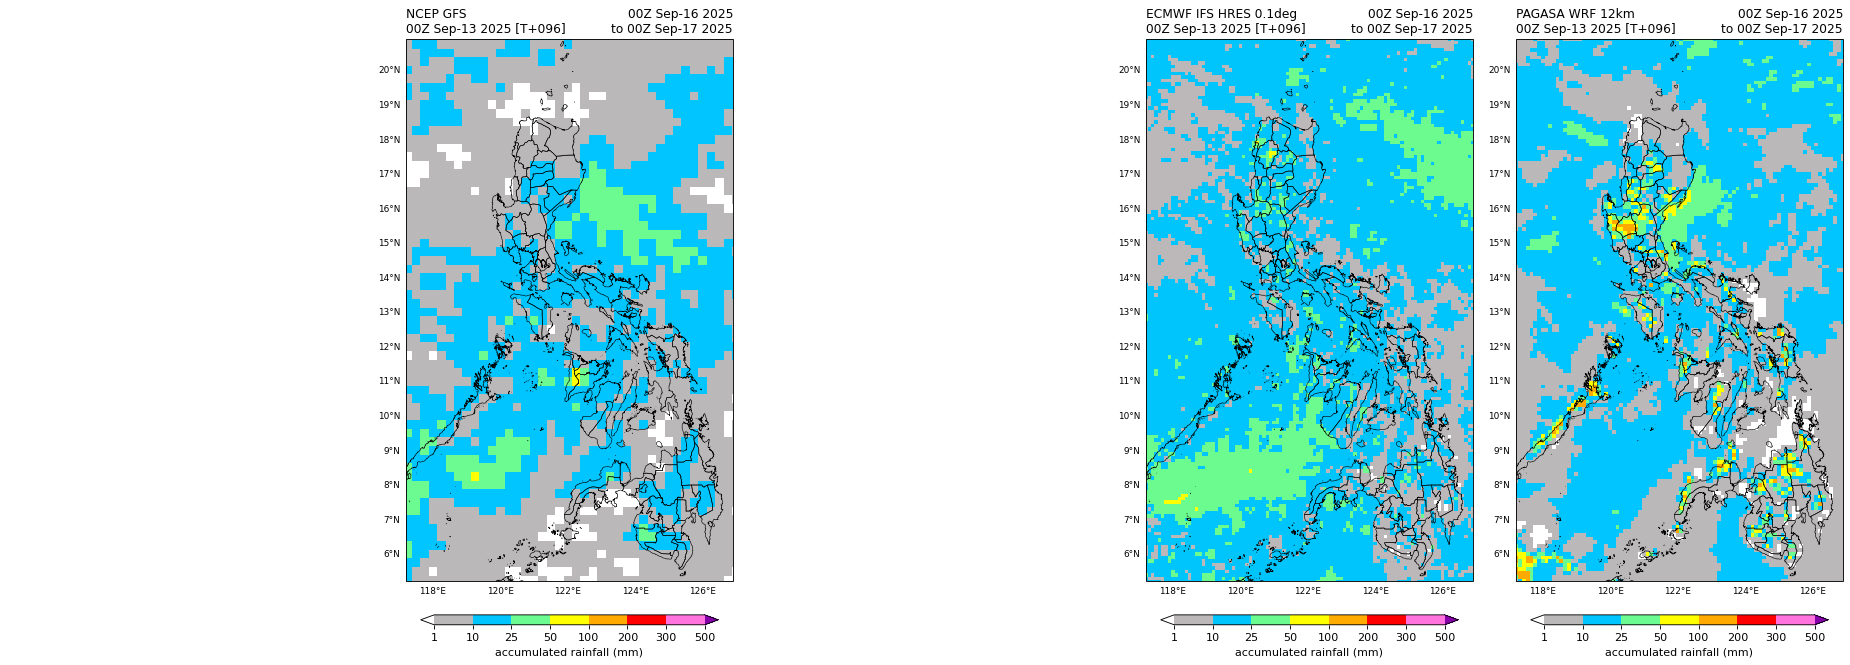 NCEP GFS 00Z Sep-16 2025
00Z Sep-13 2025 [T+096] to 00Z Sep-17 2025
20°N
19°N
18°N
17°N
16°N
15°N
14°N
13°N
12°N
11°N
10°N
9°N
8°N
7°N
6°N
118°E 120°E 122°E 124°E 126°E
1 10 25 50 100 200 300 500
accumulated rainfall (mm)
ECMWF IFS HRES 0.1deg 00Z Sep-16 2025
00Z Sep-13 2025 [T+096] to 00Z Sep-17 2025
20°N
19°N
18°N
17°N
16°N
15°N
14°N
13°N
12°N
11°N
10°N
9°N
8°N
7°N
6°N
118°E 120°E 122°E 124°E 126°E
1 10 25 50 100 200 300 500
accumulated rainfall (mm)
PAGASA WRF 12km 00Z Sep-16 2025
00Z Sep-13 2025 [T+096] to 00Z Sep-17 2025
20°N
19°N
18°N
17°N
16°N
15°N
14°N
13°N
12°N
11°N
10°N
9°N
8°N
7°N
6°N
118°E 120°E 122°E 124°E 126°E
1 10 25 50 100 200 300 500
accumulated rainfall (mm)